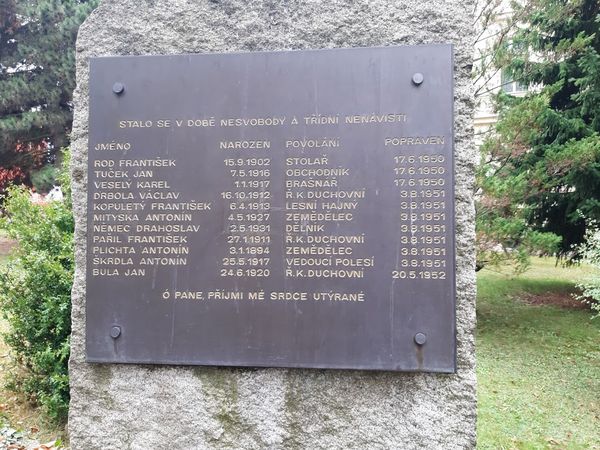 STALO SE V DOBĚ NESVOBODY A TŘÍDNÍ NENÁVISTI
JMÉNO NAROZEN POVOLÁNÍ POPRAVEN
ROD FRANTIŠEK 15.9.1902 STOLAŘ 17.6.1950
TUČEK JAN 7.5.1916 OBCHODNÍK 17.6.1950
VESELÝ KAREL 1.1.1917 BRAŠNÁŘ 17.6.1950
DRBOLA VÁCLAV 16.10.1912 Ř.K.DUCHOVNÍ 3.8.1951
KOPULETÝ FRANTIŠEK 6.4.1913 LESNÍ HAJNÝ 3.8.1951
MITYSKA ANTONÍN 4.5.1927 ZEMĚDĚLEC 3.8.1951
NĚMEC DRAHOSLAV 2.5.1931 DĚLNÍK 3.8.1951
PAŘIL FRANTIŠEK 27.1.1911 Ř.K.DUCHOVNÍ 3.8.1951
PLICHTA ANTONÍN 3.1.1894 ZEMĚDĚLEC 3.8.1951
ŠKRDLA ANTONÍN 25.5.1917 VEDOUCÍ POLESÍ 3.8.1951
BULA JAN 24.6.1920 Ř.K.DUCHOVNÍ 20.5.1952
Ó PANE, PŘIJMI MÉ SRDCE UTÝRANÉ